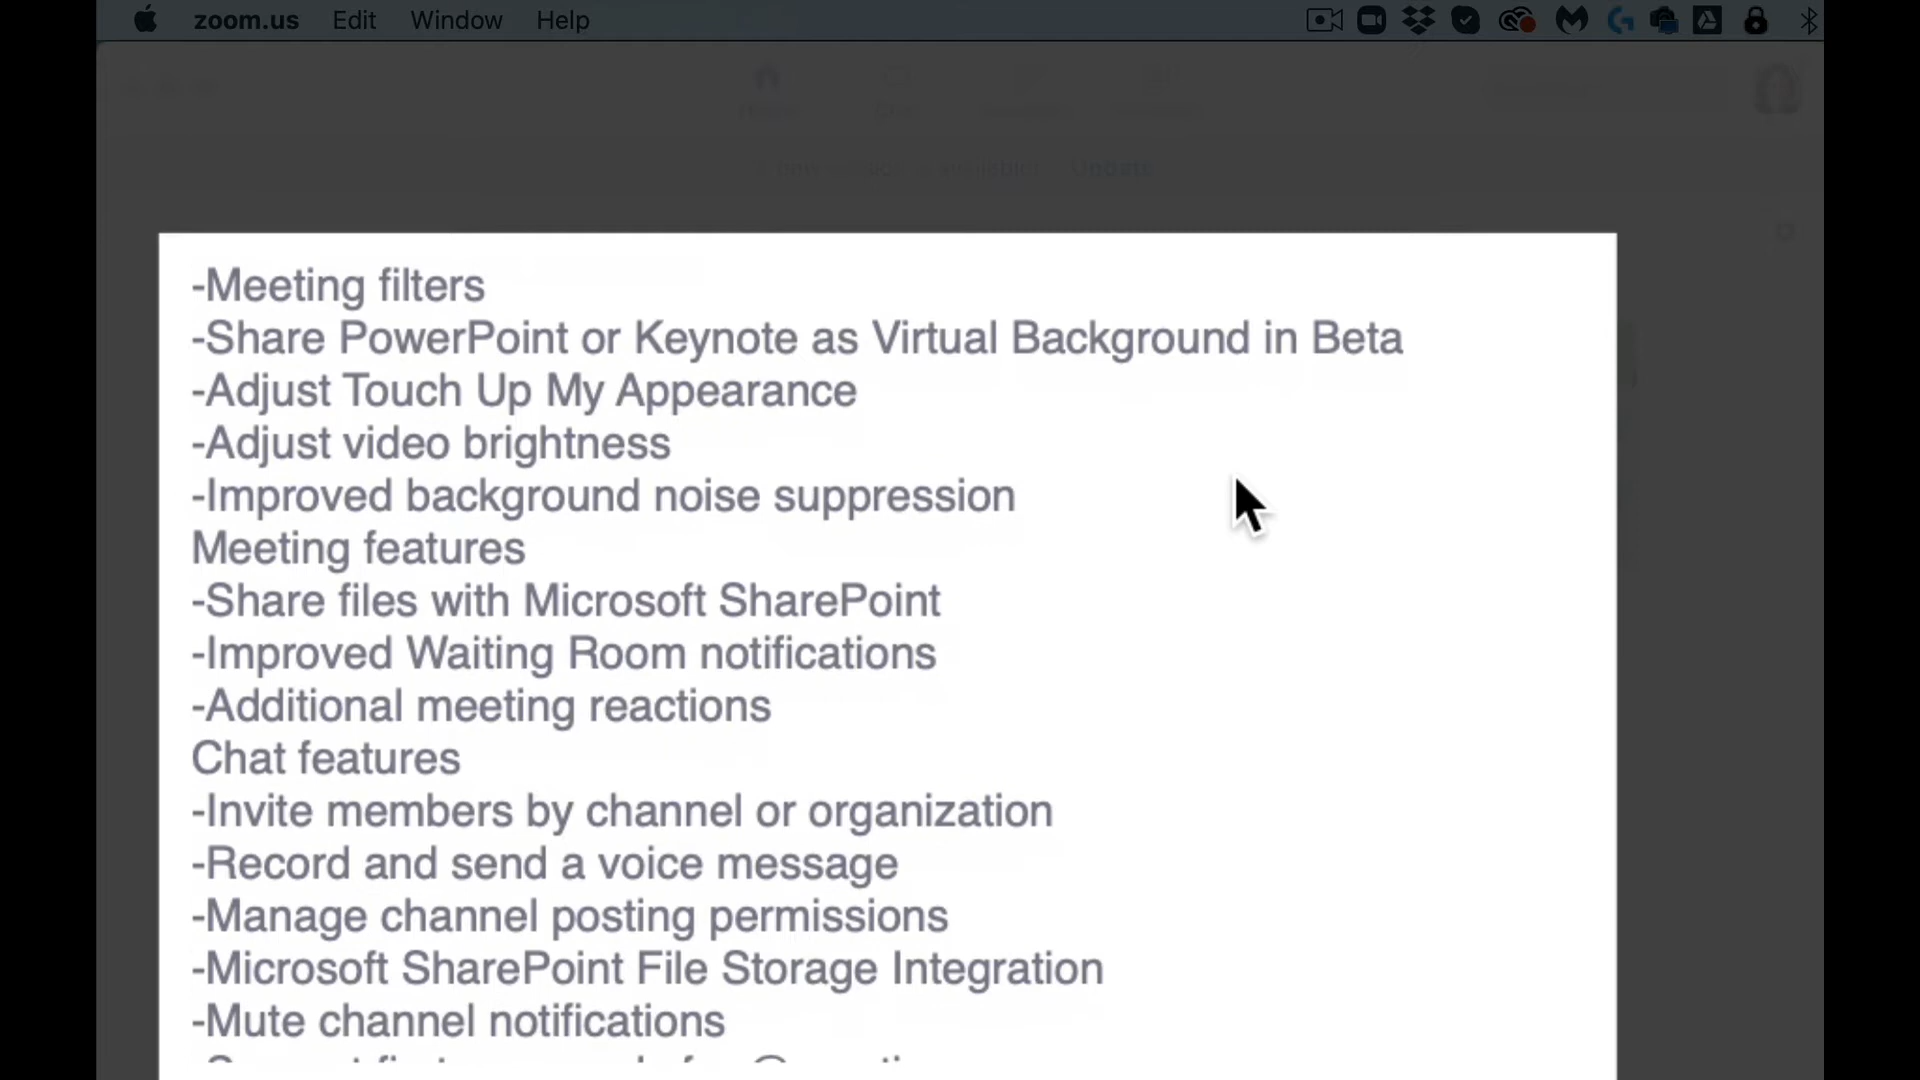 zoom.us Edit Window Help
Update
-Meeting filters
-Share PowerPoint or Keynote as Virtual Background in Beta
-Adjust Touch Up My Appearance
-Adjust video brightness
-Improved background noise suppression
Meeting features
-Share files with Microsoft SharePoint
-Improved Waiting Room notifications
-Additional meeting reactions
Chat features
-Invite members by channel or organization
-Record and send a voice message
-Manage channel posting permissions
-Microsoft SharePoint File Storage Integration
-Mute channel notifications